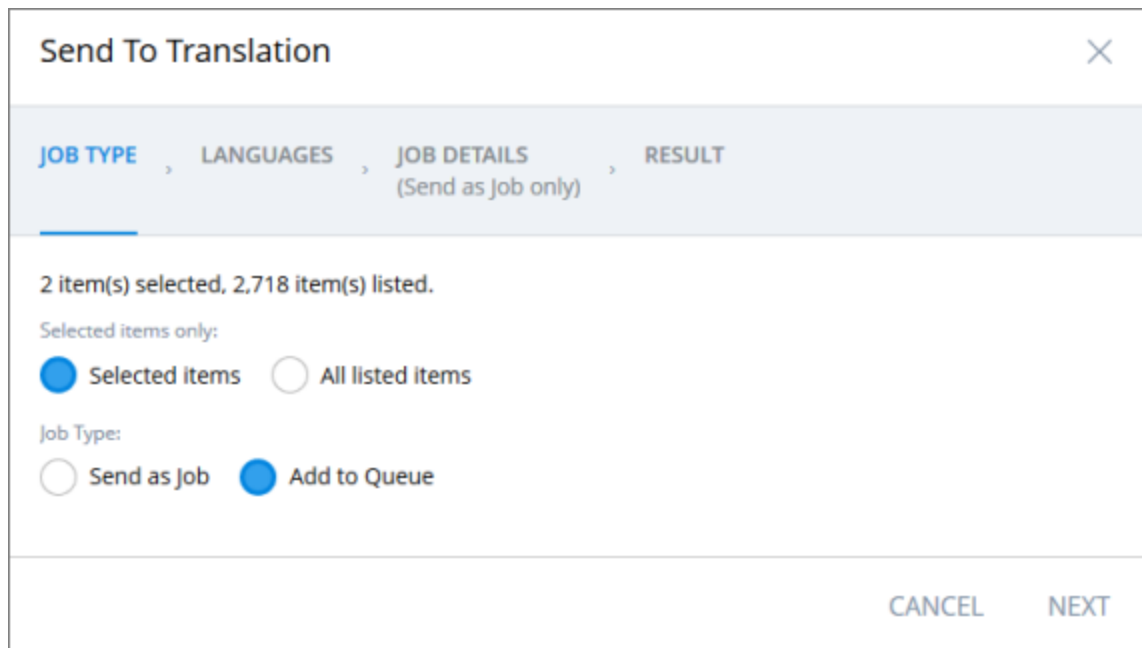 Send To Translation
JOB TYPE › LANGUAGES › JOB DETAILS › RESULT
(Send as Job only)
2 item(s) selected, 2,718 item(s) listed.
Selected items only:
Selected items All listed items
Job Type:
Send as Job Add to Queue
CANCEL NEXT